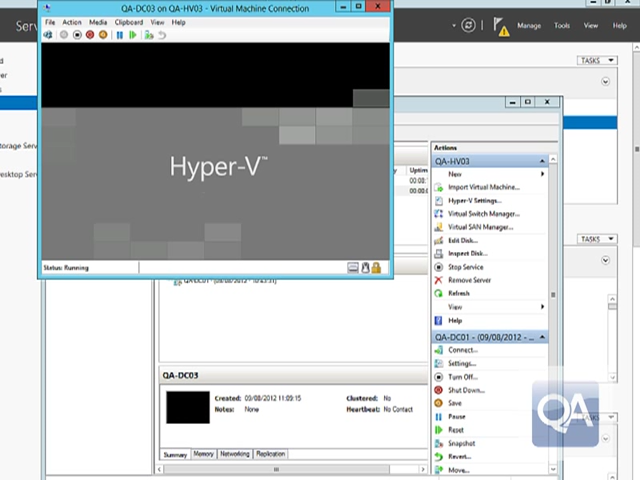 QA-DC03 on QA-HV03 - Virtual Machine Connection
File Action Media Clipboard View Help
Manage Tools View Help
TASKS
Hyper-V™
Status: Running
Actions
QA-HV03
New
Import Virtual Machine...
Hyper-V Settings...
Virtual Switch Manager...
Virtual SAN Manager...
Edit Disk...
Inspect Disk...
Stop Service
Remove Server
Refresh
View
Help
TASKS
QA-DC01 - (09/08/2012 - ...
Connect...
Settings...
Turn Off...
Shut Down...
Save
Pause
Reset
Snapshot
Revert...
Move...
QA-DC03
Created: 09/08/2012 11:09:15 Clustered: No
Notes: None Heartbeat: No Contact
Summary Memory Networking Replication
QA